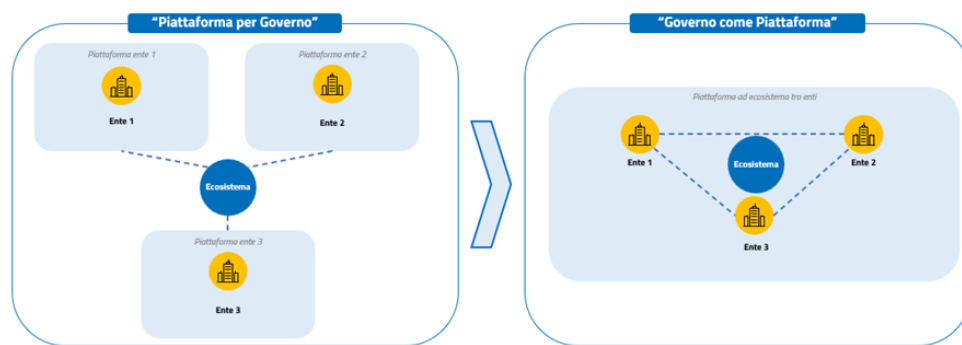 “Piattaforma per Governo”
Piattaforma ente 1
Ente 1
Piattaforma ente 2
Ente 2
Ecosistema
Piattaforma ente 3
Ente 3
“Governo come Piattaforma”
Piattaforma ad ecosistema tra enti
Ente 1
Ecosistema
Ente 2
Ente 3